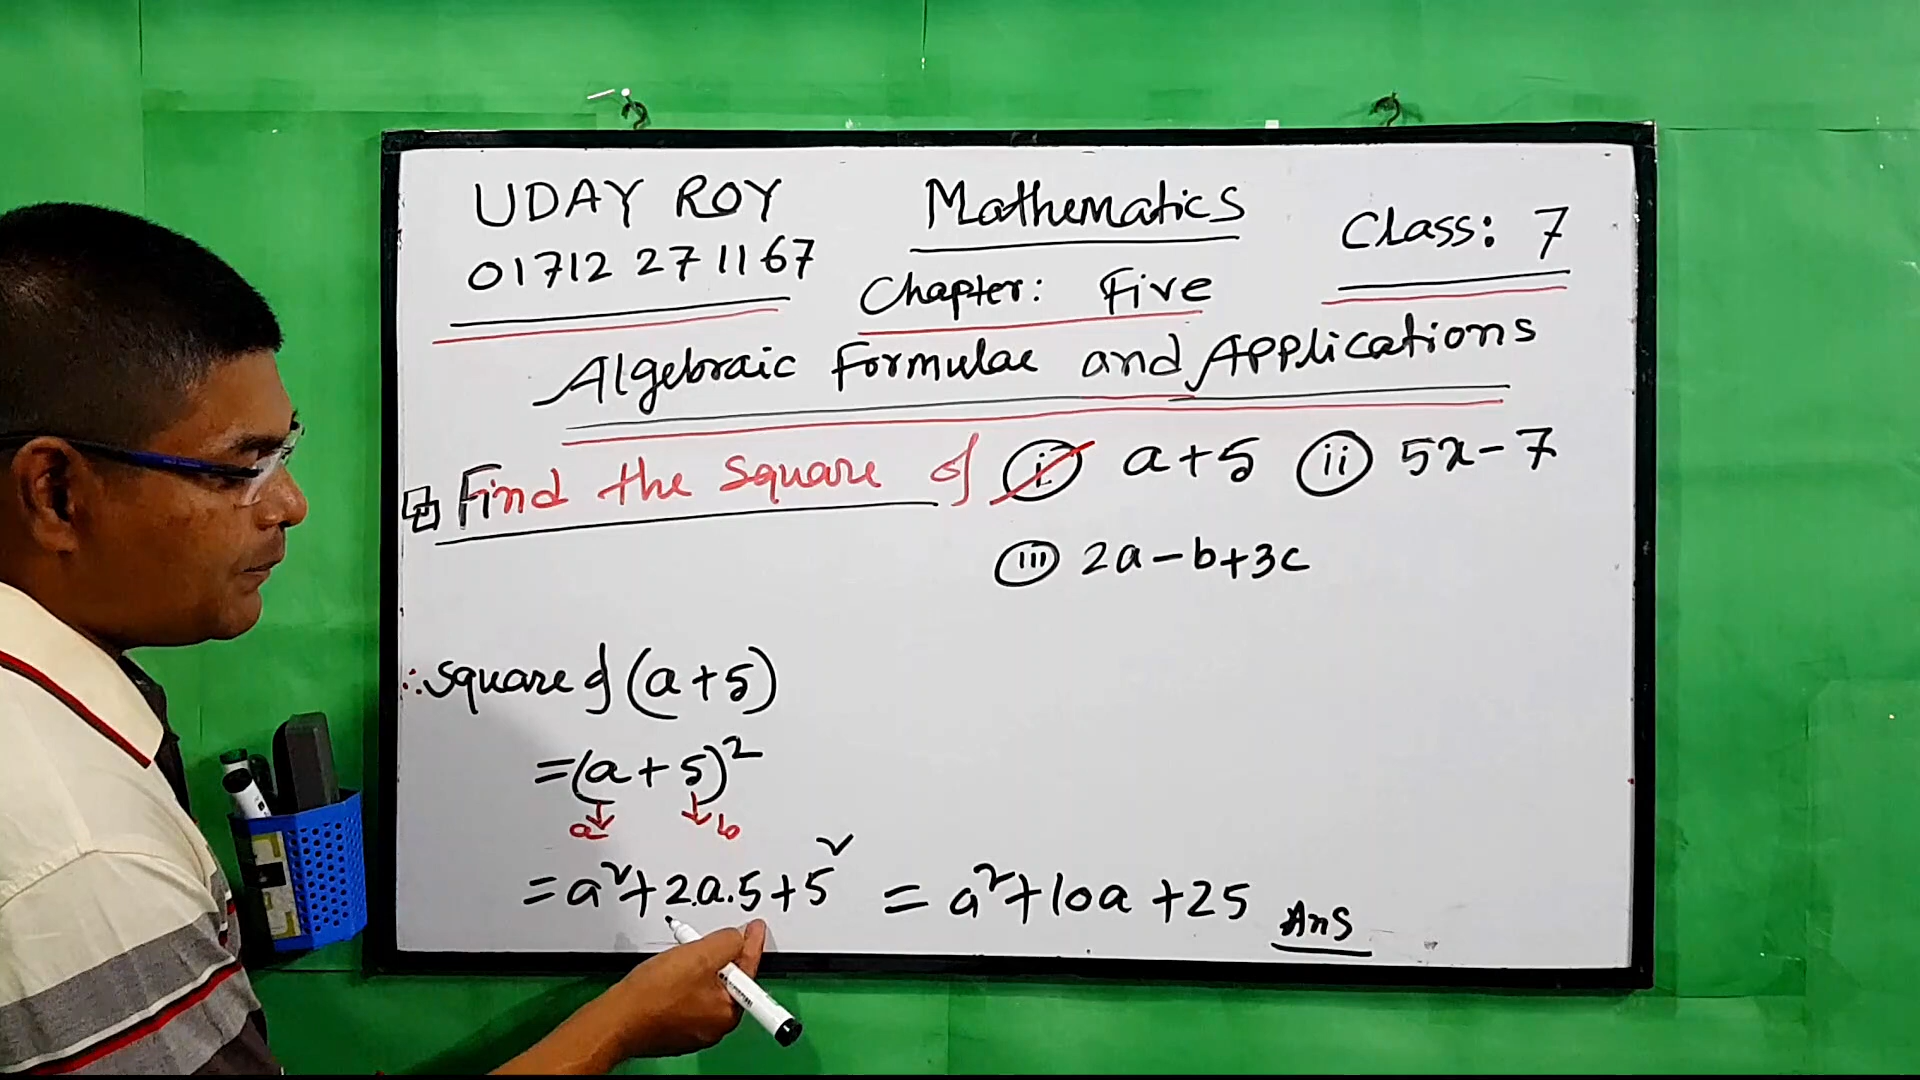 UDAY ROY
01712 271167
Mathematics
Chapter: Five
Class: 7
Algebraic Formulae and Applications
Find the square of (i) a+5 (ii) 5x-7
(iii) 2a-b+3c
∴ square of (a+5)
=(a+5)²
a b
=a²+2.a.5+5² = a²+10a+25 Ans